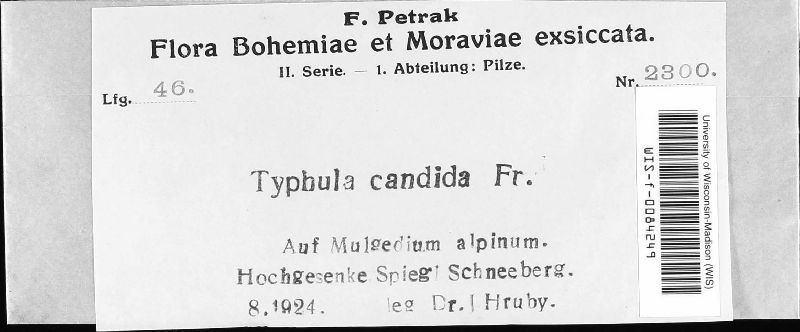 F. Petrak
Flora Bohemiae et Moraviae exsiccata.
II. Serie. — 1. Abteilung: Pilze.
Lfg. 46.
Nr. 2300.
Typhula candida Fr.
Auf Mulgedium alpinum.
Hochgesenke Spiegl Schneeberg.
8.1924. leg Dr. J Hruby.
University of Wisconsin-Madison (WIS)
WIS-f-0084249